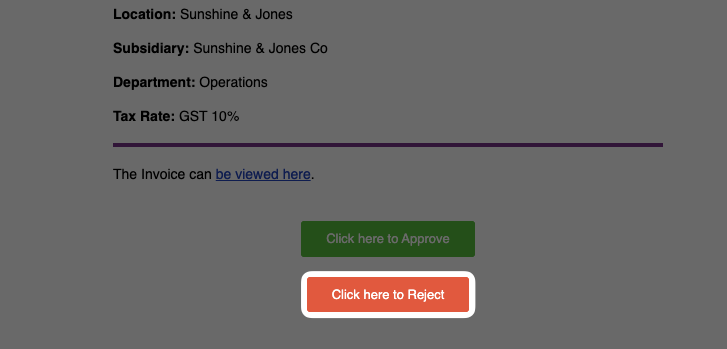 Location: Sunshine & Jones
Subsidiary: Sunshine & Jones Co
Department: Operations
Tax Rate: GST 10%
The Invoice can be viewed here.
Click here to Approve
Click here to Reject